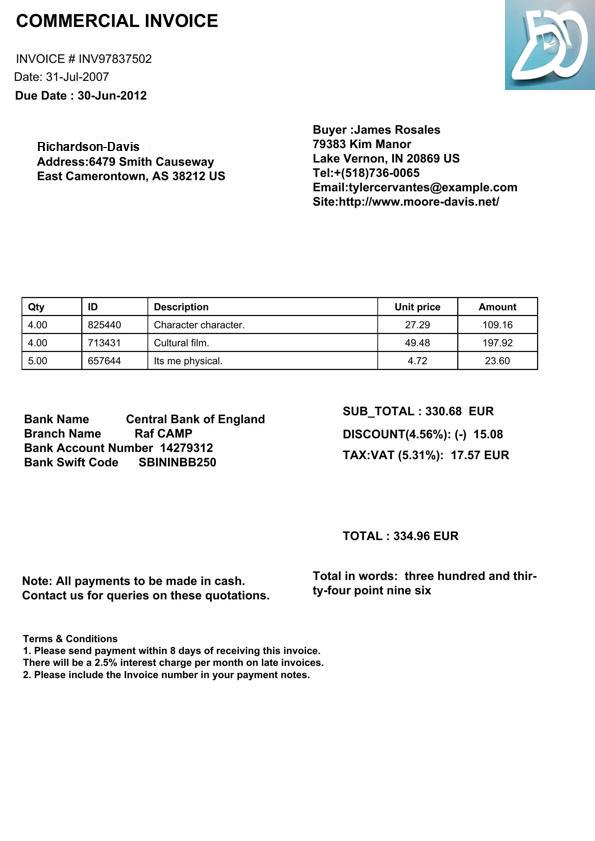 COMMERCIAL INVOICE
INVOICE # INV97837502
Date: 31-Jul-2007
Due Date : 30-Jun-2012
Richardson-Davis
Address:6479 Smith Causeway
East Camerontown, AS 38212 US
Buyer :James Rosales
79383 Kim Manor
Lake Vernon, IN 20869 US
Tel:+(518)736-0065
Email:tylercervantes@example.com
Site:http://www.moore-davis.net/
Qty ID Description Unit price Amount
4.00 825440 Character character. 27.29 109.16
4.00 713431 Cultural film. 49.48 197.92
5.00 657644 Its me physical. 4.72 23.60
Bank Name Central Bank of England
Branch Name Raf CAMP
Bank Account Number 14279312
Bank Swift Code SBININBB250
SUB_TOTAL : 330.68 EUR
DISCOUNT(4.56%): (-) 15.08
TAX:VAT (5.31%): 17.57 EUR
TOTAL : 334.96 EUR
Note: All payments to be made in cash.
Contact us for queries on these quotations.
Total in words: three hundred and thir-
ty-four point nine six
Terms & Conditions
1. Please send payment within 8 days of receiving this invoice.
There will be a 2.5% interest charge per month on late invoices.
2. Please include the Invoice number in your payment notes.